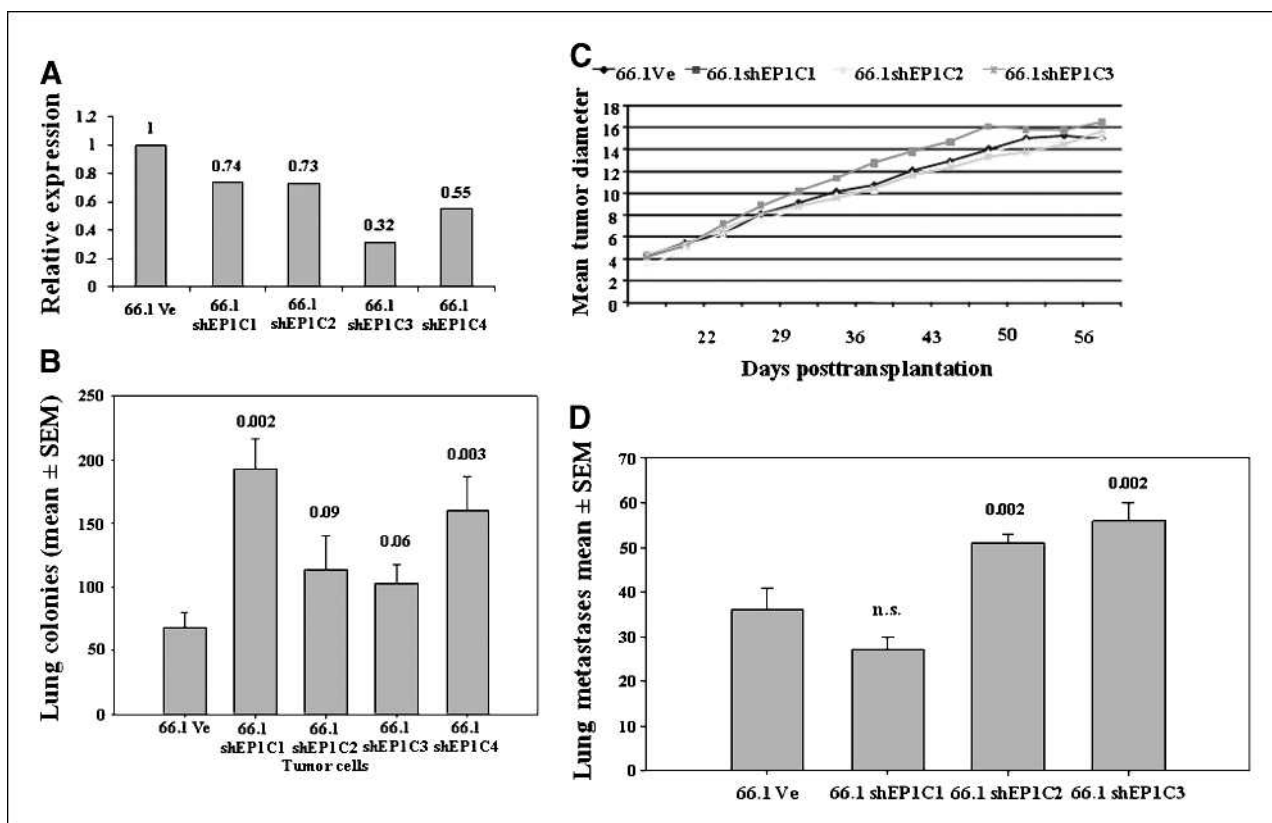 A
Relative expression
1.2
1
0.8
0.6
0.4
0.2
0
1
0.74
0.73
0.32
0.55
66.1 Ve
66.1
shEP1C1
66.1
shEP1C2
66.1
shEP1C3
66.1
shEP1C4
B
Lung colonies (mean ± SEM)
250
200
150
100
50
0
0.002
0.09
0.06
0.003
66.1 Ve
66.1
shEP1C1
66.1
shEP1C2
66.1
shEP1C3
66.1
shEP1C4
Tumor cells
C
66.1Ve 66.1shEP1C1 66.1shEP1C2 66.1shEP1C3
Mean tumor diameter
18
16
14
12
10
8
6
4
2
0
22 29 36 43 50 56
Days posttransplantation
D
Lung metastases mean ± SEM
70
60
50
40
30
20
10
0
n.s.
0.002
0.002
66.1 Ve 66.1 shEP1C1 66.1 shEP1C2 66.1 shEP1C3